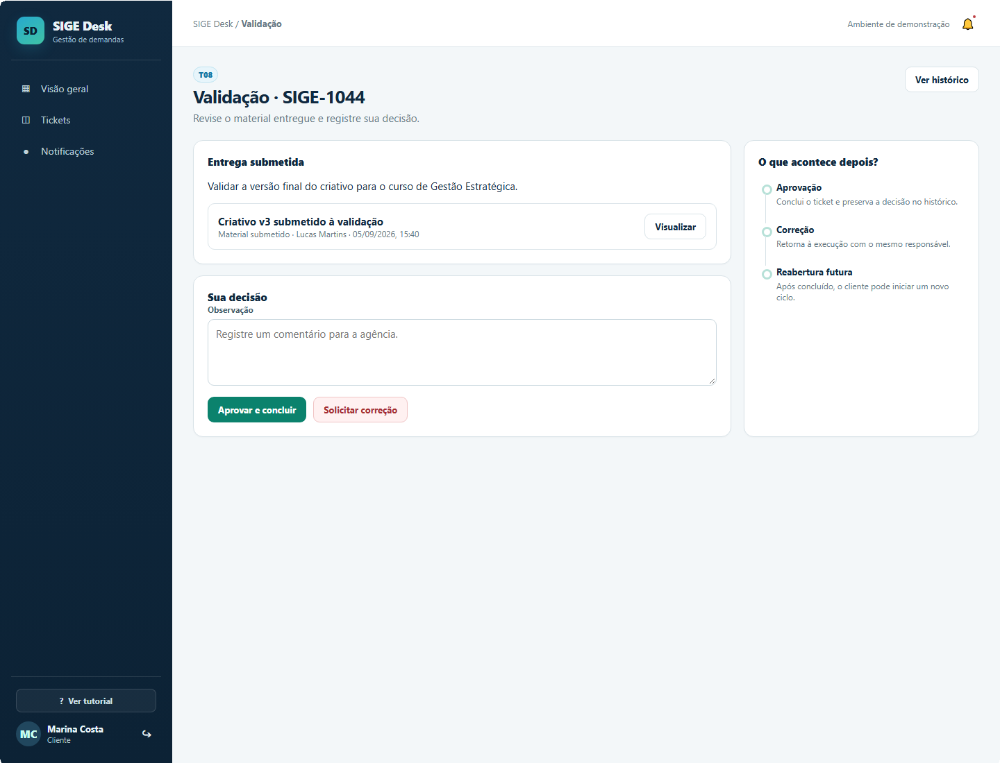 SD
SIGE Desk
Gestão de demandas
Visão geral
Tickets
Notificações
? Ver tutorial
MC
Marina Costa
Cliente
SIGE Desk / Validação
Ambiente de demonstração
T08
Validação · SIGE-1044
Revise o material entregue e registre sua decisão.
Ver histórico
Entrega submetida
Validar a versão final do criativo para o curso de Gestão Estratégica.
Criativo v3 submetido à validação
Material submetido · Lucas Martins · 05/09/2026, 15:40
Visualizar
Sua decisão
Observação
Registre um comentário para a agência.
Aprovar e concluir
Solicitar correção
O que acontece depois?
Aprovação
Conclui o ticket e preserva a decisão no histórico.
Correção
Retorna à execução com o mesmo responsável.
Reabertura futura
Após concluído, o cliente pode iniciar um novo
ciclo.